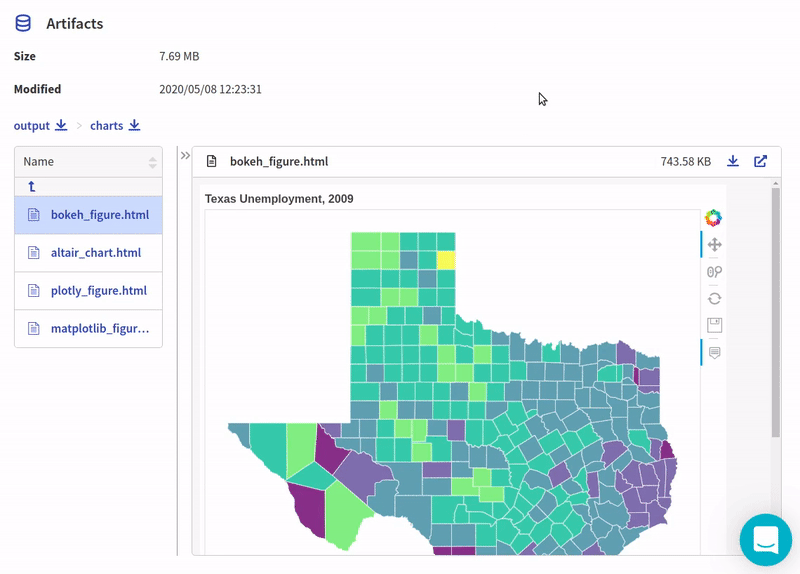 Artifacts
Size 7.69 MB
Modified 2020/05/08 12:23:31
output > charts
Name
bokeh_figure.html 743.58 KB
Texas Unemployment, 2009
bokeh_figure.html
altair_chart.html
plotly_figure.html
matplotlib_figur...